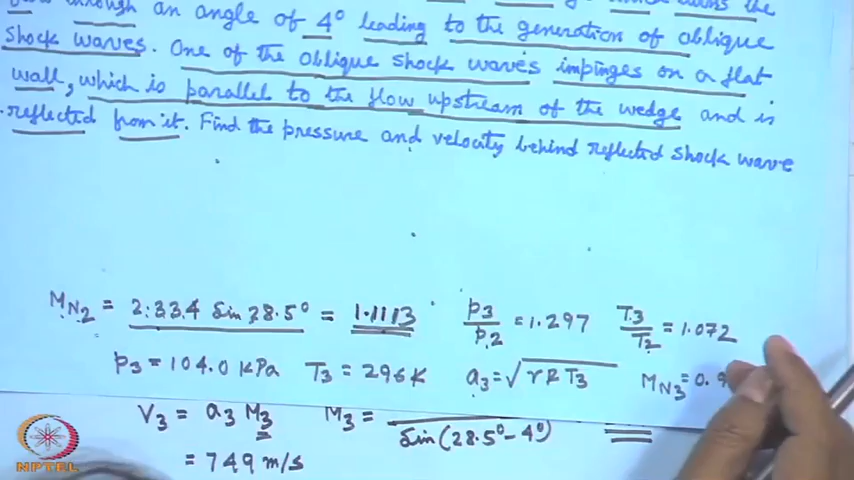 through an angle of 4° leading to the generation of oblique
shock waves. One of the oblique shock waves impinges on a flat
wall, which is parallel to the flow upstream of the wedge and is
reflected from it. Find the pressure and velocity behind reflected shock wave
MN2 = 2.334 sin 28.5° = 1.1113 p3/p2 = 1.297 T3/T2 = 1.072
p3 = 104.0 kPa T3 = 296K a3 = √γRT3 MN3 = 0.9
V3 = a3 M3 M3 = sin(28.5° - 4°)
= 749 m/s
NPTEL